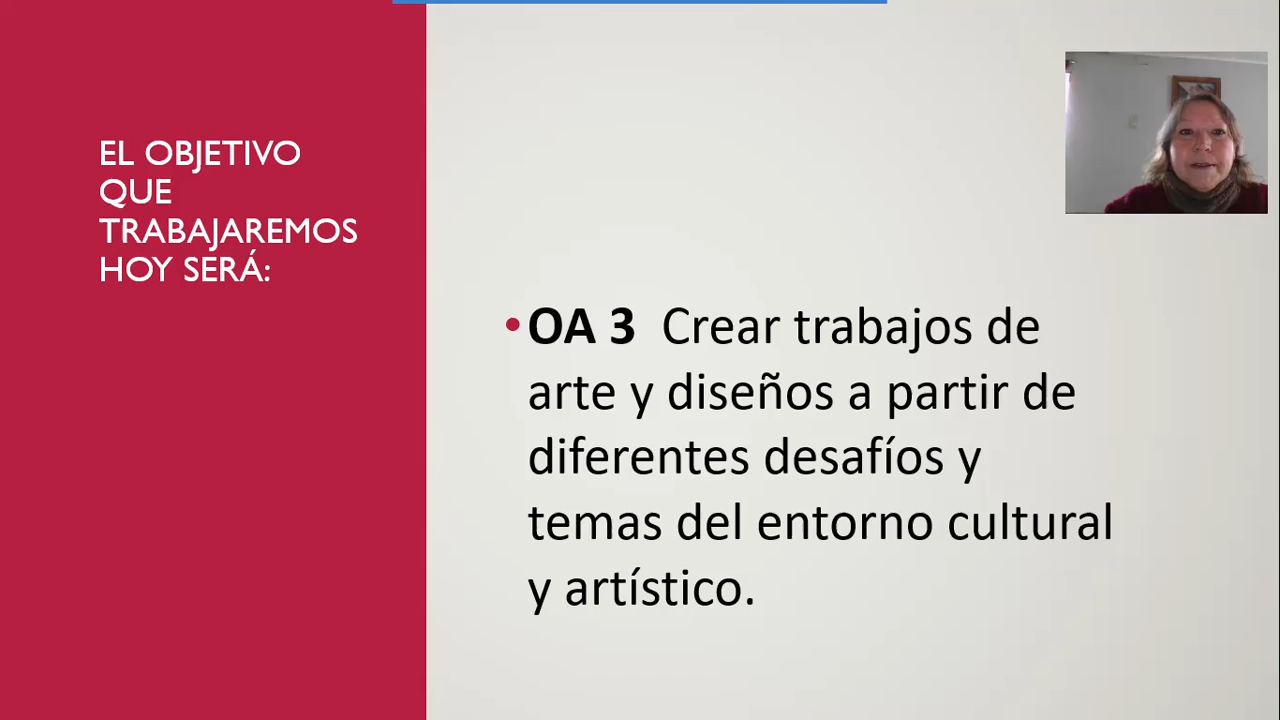 EL OBJETIVO
QUE
TRABAJAREMOS
HOY SERÁ:
•OA 3 Crear trabajos de
arte y diseños a partir de
diferentes desafíos y
temas del entorno cultural
y artístico.